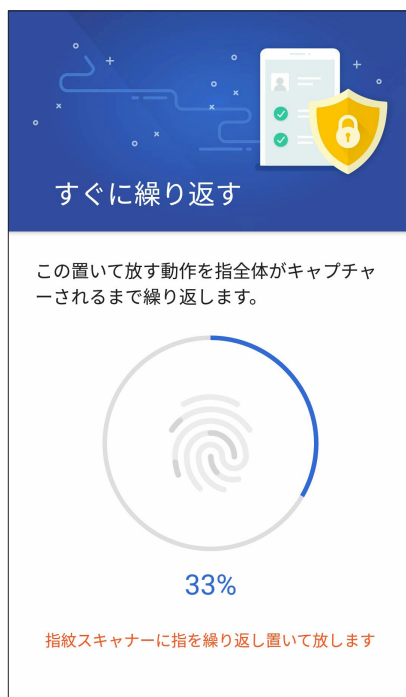 すぐに繰り返す
この置いて放す動作を指全体がキャプチャ
ーされるまで繰り返します。
33%
指紋スキャナーに指を繰り返し置いて放します